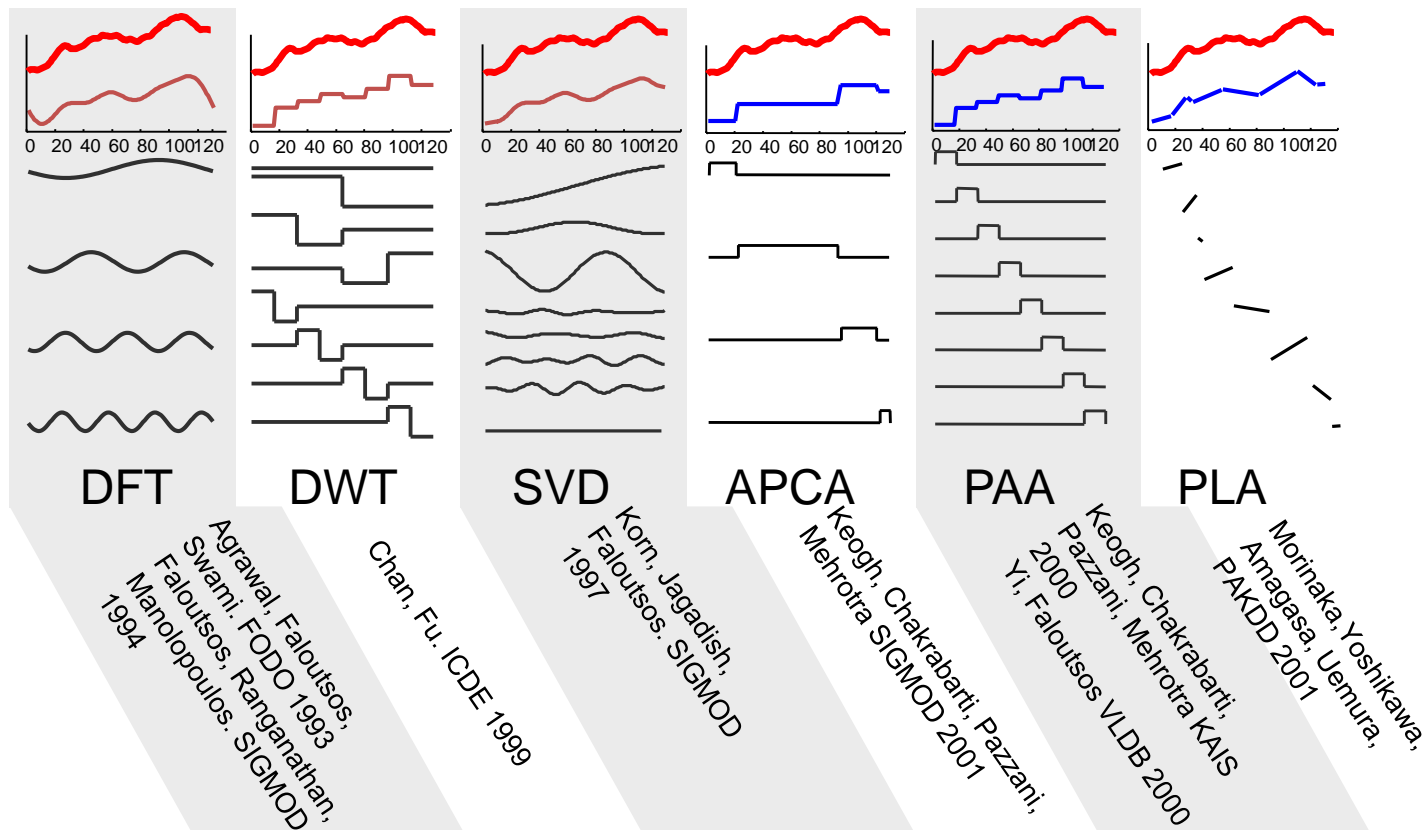 0 20 40 60 80 100 120
0 20 40 60 80 100 120
0 20 40 60 80 100 120
0 20 40 60 80 100 120
0 20 40 60 80 100 120
0 20 40 60 80 100 120
DFT
DWT
SVD
APCA
PAA
PLA
Agrawal, Faloutsos,
Swami. FODO 1993
Faloutsos, Ranganathan,
Manolopoulos. SIGMOD
1994
Chan, Fu. ICDE 1999
Korn, Jagadish,
Faloutsos. SIGMOD
1997
Keogh, Chakrabarti, Pazzani,
Mehrotra SIGMOD 2001
Keogh, Chakrabarti,
Pazzani, Mehrotra KAIS
2000
Yi, Faloutsos VLDB 2000
Morinaka, Yoshikawa,
Amagasa, Uemura,
PAKDD 2001